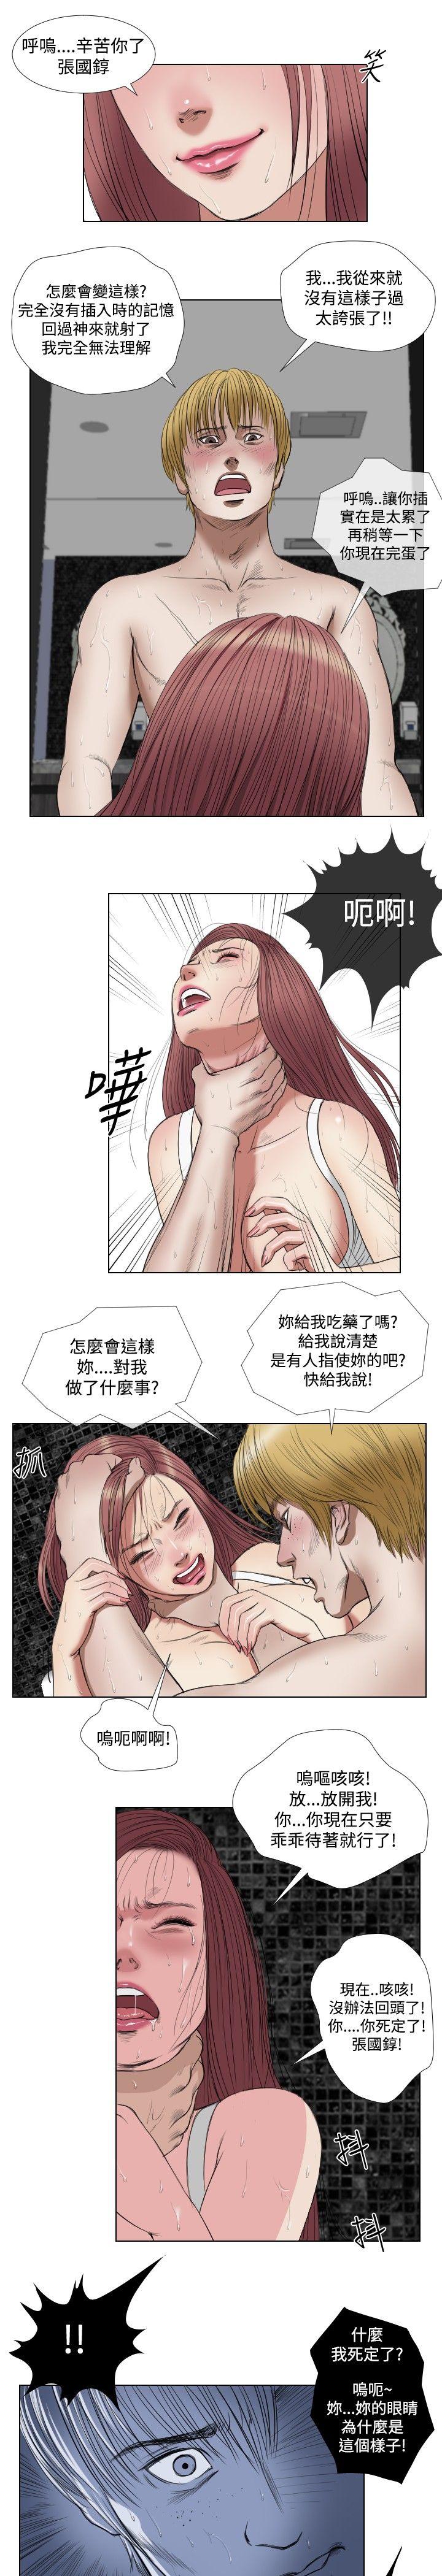 呼嗚....辛苦你了
張國錞
笑
我...我從來就
沒有這樣子過
太誇張了!!
怎麼會變這樣?
完全沒有插入時的記憶
回過神來就射了
我完全無法理解
呼嗚..讓你插
實在是太累了
再稍等一下
你現在完蛋了
呃啊!
嘩
妳給我吃藥了嗎?
給我說清楚
是有人指使妳的吧?
快給我說!
怎麼會這樣
妳....對我
做了什麼事?
抓
嗚呃啊啊!
嗚嘔咳咳!
放...放開我!
你...你現在只要
乖乖待著就行了!
現在..咳咳!
沒辦法回頭了!
你....你死定了!
張國錞!
抖
抖
!!
什麼
我死定了?
嗚呃~
妳...妳的眼睛
為什麼是
這個樣子!